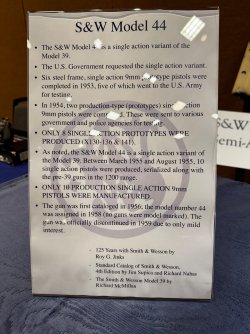 S&W Model 44
• The S&W Model 44 is a single action variant of the
Model 39.
• The U.S. Government requested the single action variant.
• Six steel frame, single action 9mm prototype pistols were
completed in 1953, five of which went to the U.S. Army
for testing.
• In 1954, two production type (prototypes) single action
9mm pistols were completed. These were sent to various
government and police agencies for testing.
• ONLY 8 SINGLE ACTION PROTOTYPES WERE
PRODUCED (X130-136 & 141).
• As noted, the S&W Model 44 is a single action variant of
the Model 39. Between March 1955 and August 1955, 10
single action pistols were produced, serialized along with
the pre-39 guns in the 1200 range.
• ONLY 10 PRODUCTION SINGLE ACTION 9mm
PISTOLS WERE MANUFACTURED.
• The gun was first cataloged in 1956; the model number 44
was assigned in 1958 (no guns were model marked). The
gun was officially discontinued in 1959 due to only mild
interest.
- 125 Years with Smith & Wesson by
Roy G. Jinks
- Standard Catalog of Smith & Wesson,
4th Edition by Jim Supica and Richard Nahas
- The Smith & Wesson Model 39 by
Richard McMillin
S&W
emi-A